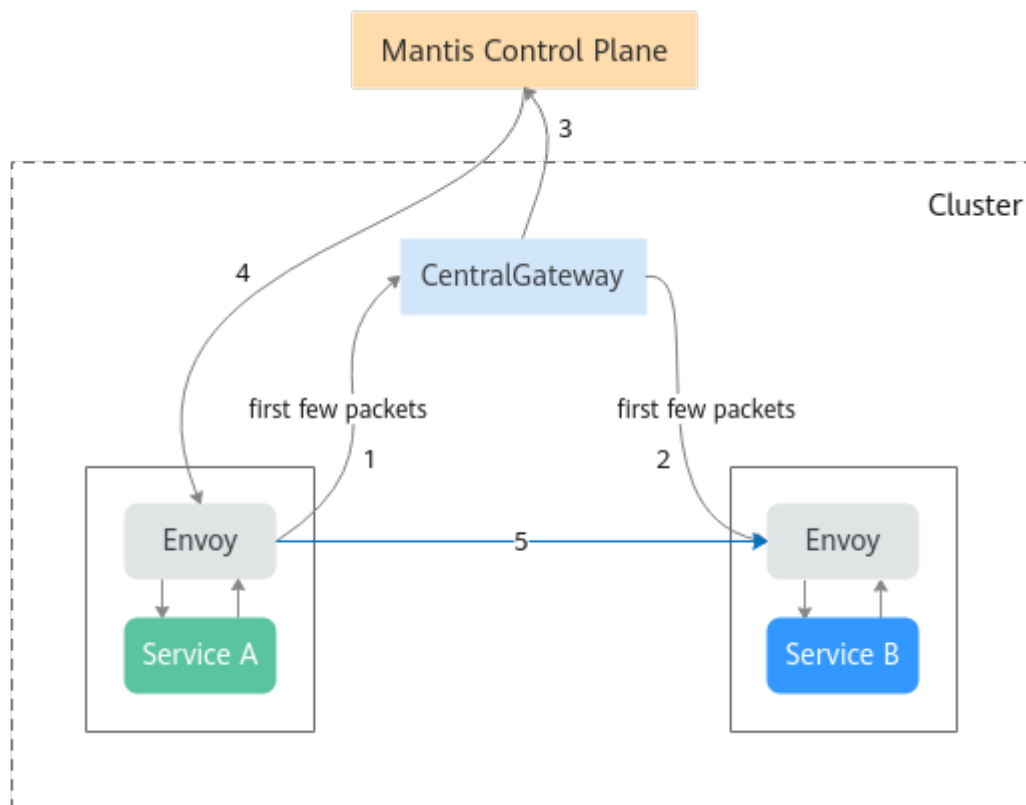 Mantis Control Plane
3
Cluster
4
CentralGateway
first few packets
first few packets
1
2
Envoy
5
Envoy
Service A
Service B